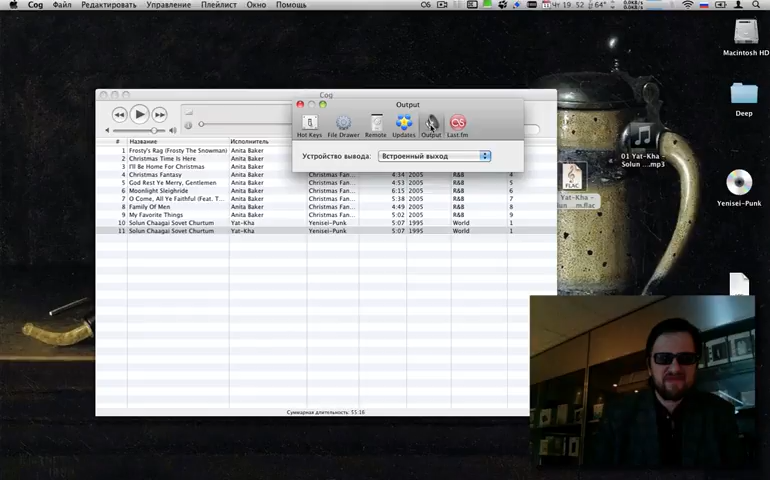 Cog Файл Редактировать Управление Плейлист Окно Помощь
Чт 19 52 64°
Macintosh HD
Deep
01 Yat-Kha -
Solun ....mp3
FLAC
Yat-Kha -
Yenisei-Punk
Cog
Output
Hot Keys File Drawer Remote Updates Output Last.fm
Устройство вывода: Встроенный выход
# Название Исполнитель
1 Frosty's Rag (Frosty The Snowman) Anita Baker
2 Christmas Time Is Here Anita Baker
3 I'll Be Home For Christmas Anita Baker
4 Christmas Fantasy Anita Baker Christmas Fan... 4:34 2005 R&B 4
5 God Rest Ye Merry, Gentlemen Anita Baker Christmas Fan... 4:53 2005 R&B 5
6 Moonlight Sleighride Anita Baker Christmas Fan... 4:15 2005 R&B 6
7 O Come, All Ye Faithful (Feat. T... Anita Baker Christmas Fan... 5:38 2005 R&B 7
8 Family Of Men Anita Baker Christmas Fan... 4:49 2005 R&B 8
9 My Favorite Things Anita Baker Christmas Fan... 5:02 2005 R&B 9
10 Solun Chaagai Sovet Churtum Yat-Kha Yenisei-Punk 5:07 1995 World 1
11 Solun Chaagai Sovet Churtum Yat-Kha Yenisei-Punk 5:07 1995 World 1
Суммарная длительность: 55:16